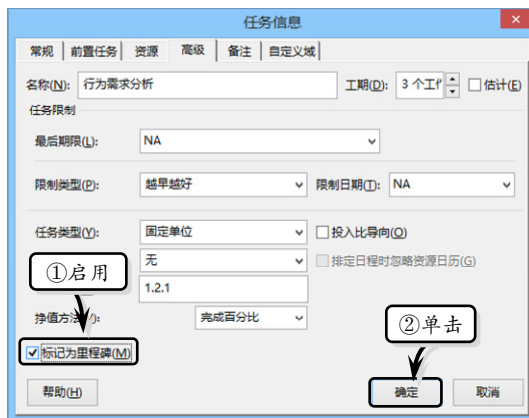 任务信息
常规 前置任务 资源 高级 备注 自定义域
名称(N): 行为需求分析 工期(D): 3 个工作 估计(E)
任务限制
最后期限(L): NA
限制类型(P): 越早越好 限制日期(T): NA
任务类型(Y): 固定单位 投入比导向(O)
①启用 无 排定日程时忽略资源日历(G)
1.2.1
挣值方法(V): 完成百分比
②单击
标记为里程碑(M)
帮助(H) 确定 取消